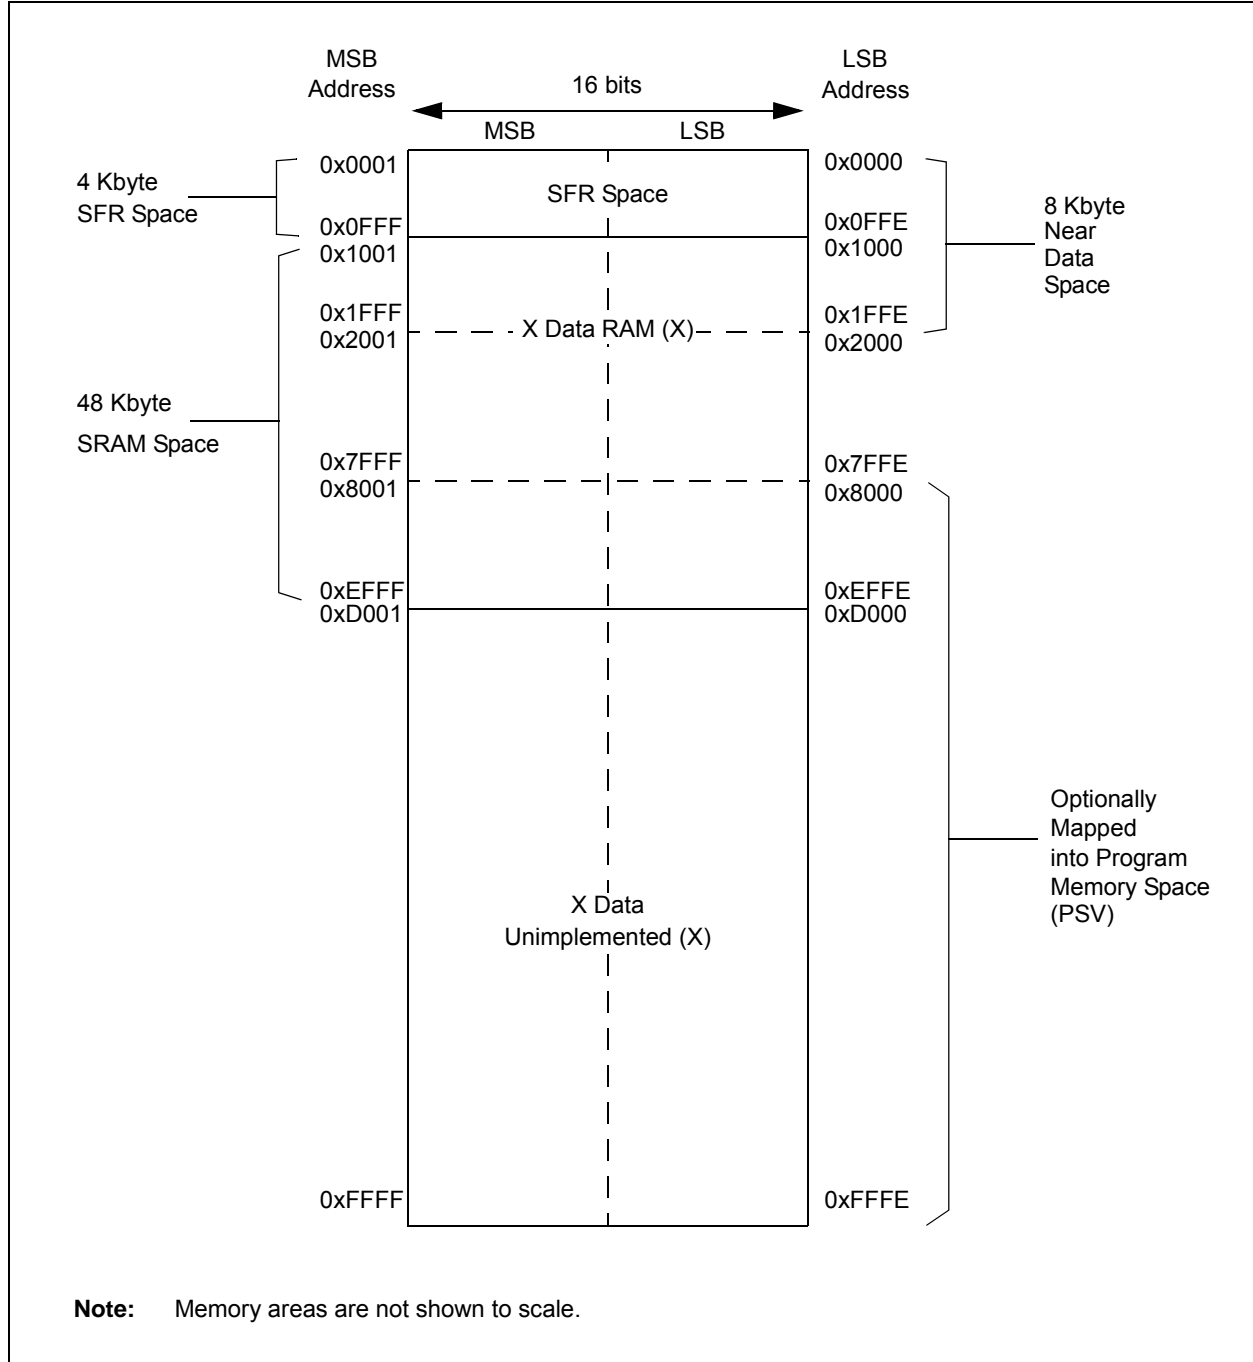 MSB
Address
16 bits
LSB
Address
MSB
LSB
4 Kbyte
SFR Space
0x0001
0x0FFF
0x1001
SFR Space
0x0000
0x0FFE
0x1000
8 Kbyte
Near
Data
Space
0x1FFF
0x2001
X Data RAM (X)
0x1FFE
0x2000
48 Kbyte
SRAM Space
0x7FFF
0x8001
0x7FFE
0x8000
0xEFFF
0xD001
0xEFFE
0xD000
Optionally
Mapped
into Program
Memory Space
(PSV)
X Data
Unimplemented (X)
0xFFFF
0xFFFE
Note: Memory areas are not shown to scale.